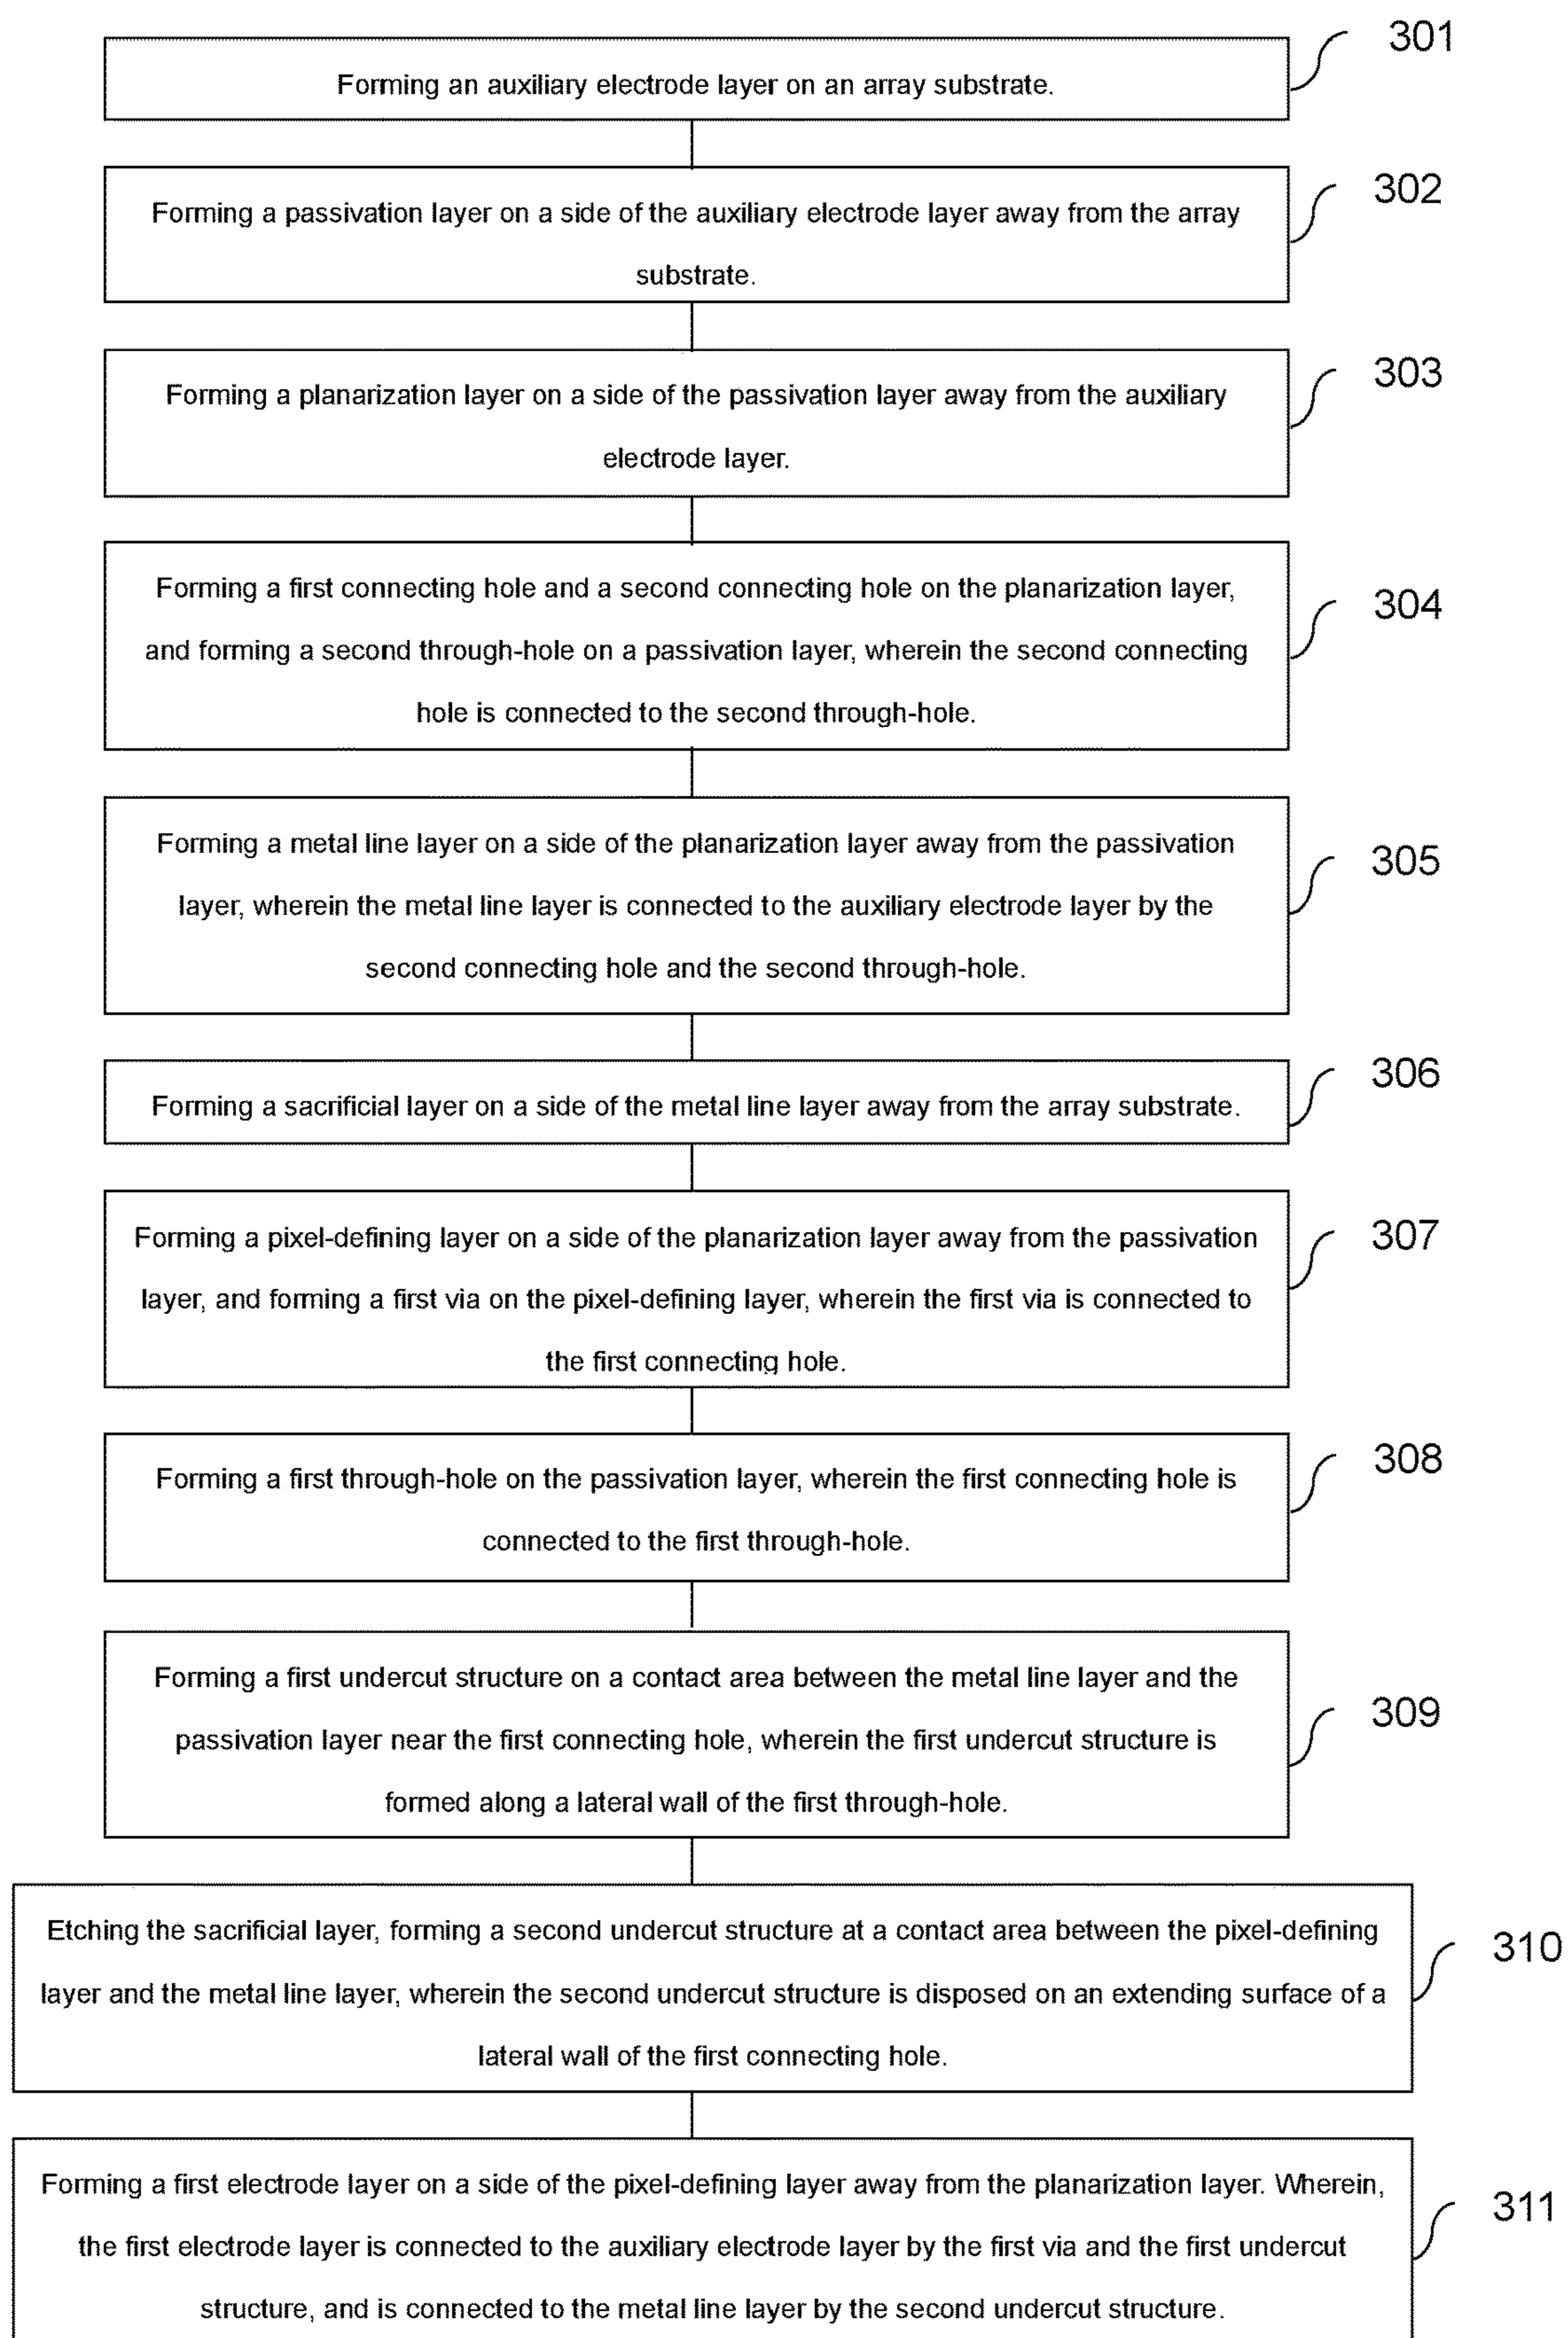 301
Forming an auxiliary electrode layer on an array substrate.
302
Forming a passivation layer on a side of the auxiliary electrode layer away from the array
substrate.
303
Forming a planarization layer on a side of the passivation layer away from the auxiliary
electrode layer.
304
Forming a first connecting hole and a second connecting hole on the planarization layer,
and forming a second through-hole on a passivation layer, wherein the second connecting
hole is connected to the second through-hole.
305
Forming a metal line layer on a side of the planarization layer away from the passivation
layer, wherein the metal line layer is connected to the auxiliary electrode layer by the
second connecting hole and the second through-hole.
306
Forming a sacrificial layer on a side of the metal line layer away from the array substrate.
307
Forming a pixel-defining layer on a side of the planarization layer away from the passivation
layer, and forming a first via on the pixel-defining layer, wherein the first via is connected to
the first connecting hole.
308
Forming a first through-hole on the passivation layer, wherein the first connecting hole is
connected to the first through-hole.
309
Forming a first undercut structure on a contact area between the metal line layer and the
passivation layer near the first connecting hole, wherein the first undercut structure is
formed along a lateral wall of the first through-hole.
310
Etching the sacrificial layer, forming a second undercut structure at a contact area between the pixel-defining
layer and the metal line layer, wherein the second undercut structure is disposed on an extending surface of a
lateral wall of the first connecting hole.
311
Forming a first electrode layer on a side of the pixel-defining layer away from the planarization layer. Wherein,
the first electrode layer is connected to the auxiliary electrode layer by the first via and the first undercut
structure, and is connected to the metal line layer by the second undercut structure.